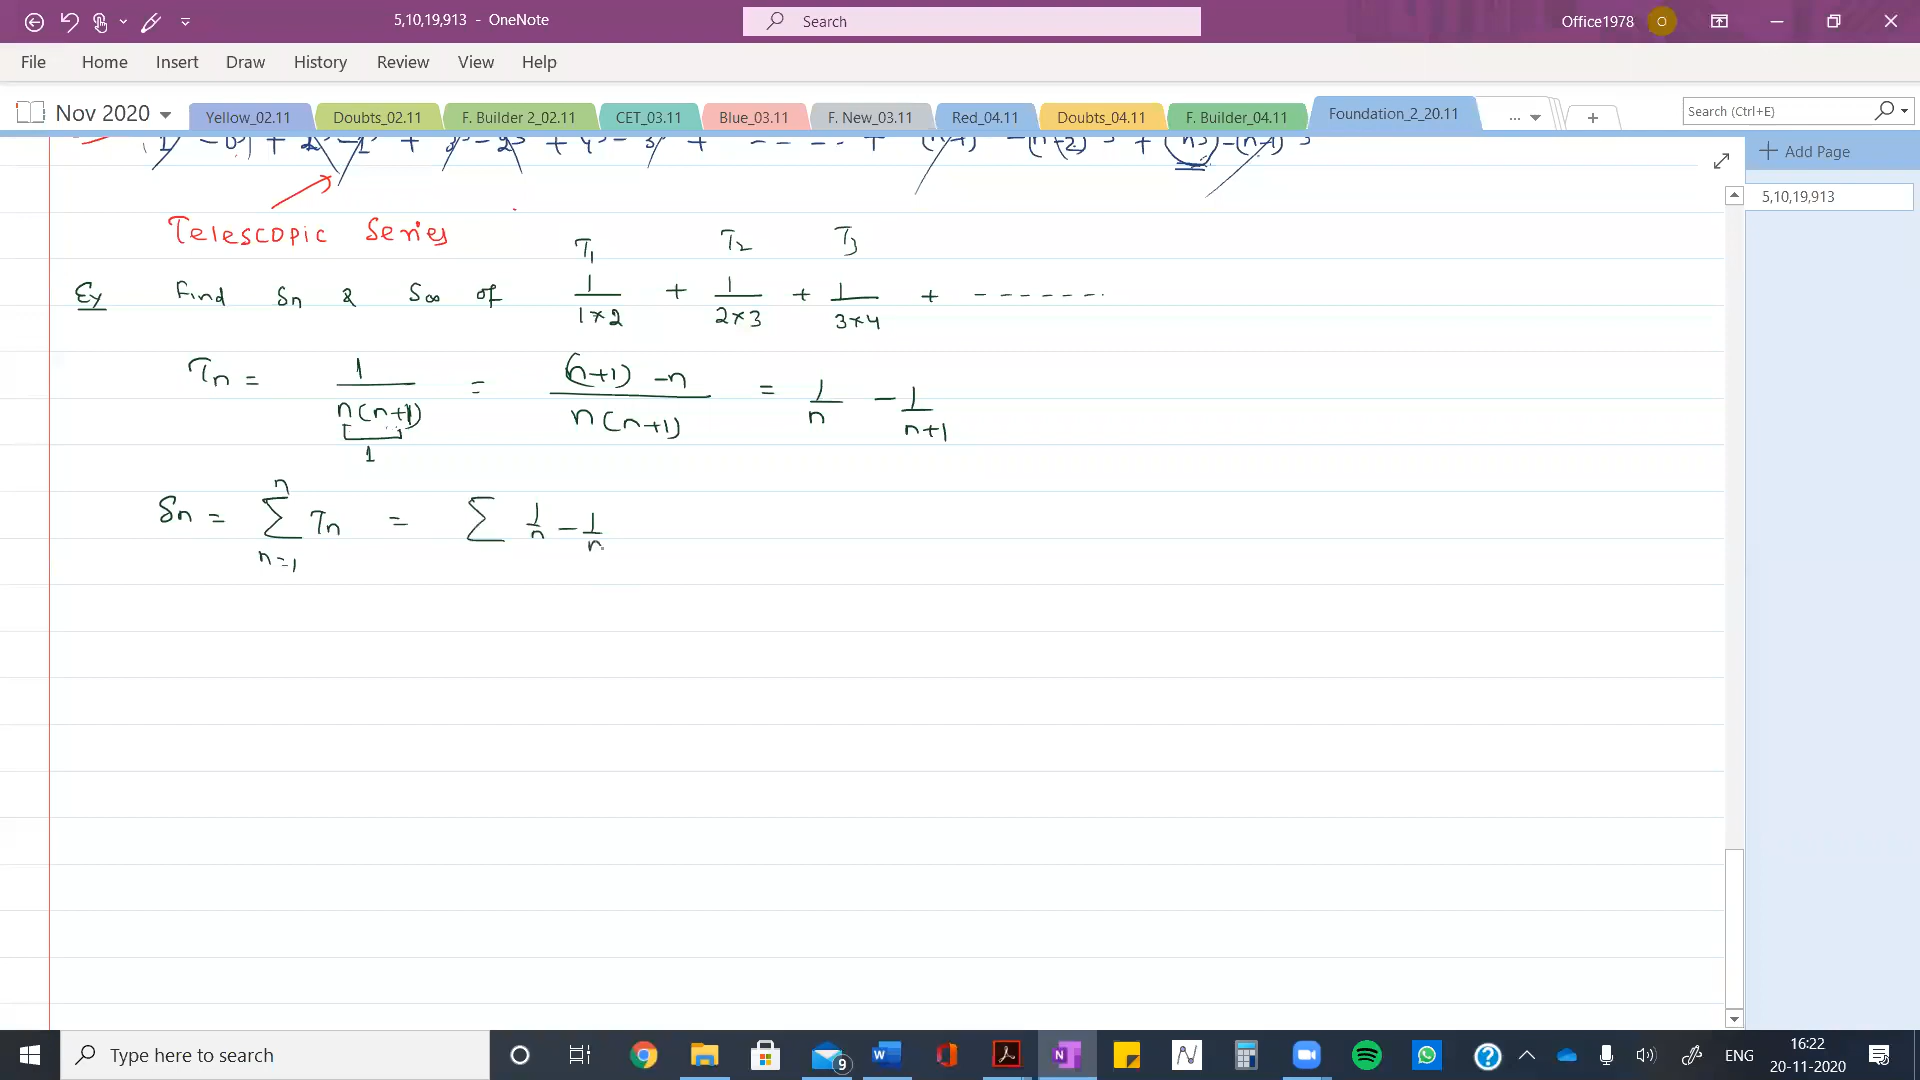 5,10,19,913 - OneNote
Search
Office1978
O
File Home Insert Draw History Review View Help
Nov 2020
Yellow_02.11 Doubts_02.11 F. Builder 2_02.11 CET_03.11 Blue_03.11 F. New_03.11 Red_04.11 Doubts_04.11 F. Builder_04.11 Foundation_2_20.11 ...
Search (Ctrl+E)
Add Page
5,10,19,913
Telescopic Series
T₁ T₂ T₃
Ex Find Sn & S∞ of 1/(1×2) + 1/(2×3) + 1/(3×4) + -------
Tn = 1/(n(n+1)) = ((n+1) - n)/(n(n+1)) = 1/n - 1/(n+1)
1
Sn = ∑_{n=1}^{n} Tn = ∑ 1/n - 1/n
Type here to search
9
ENG
16:22
20-11-2020